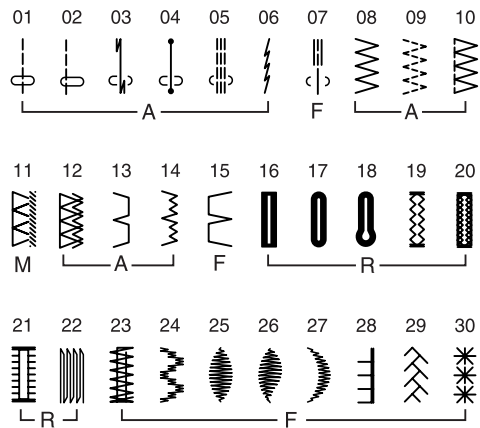 01 02 03 04 05 06 07 08 09 10
A F A
11 12 13 14 15 16 17 18 19 20
M A F R
21 22 23 24 25 26 27 28 29 30
R F